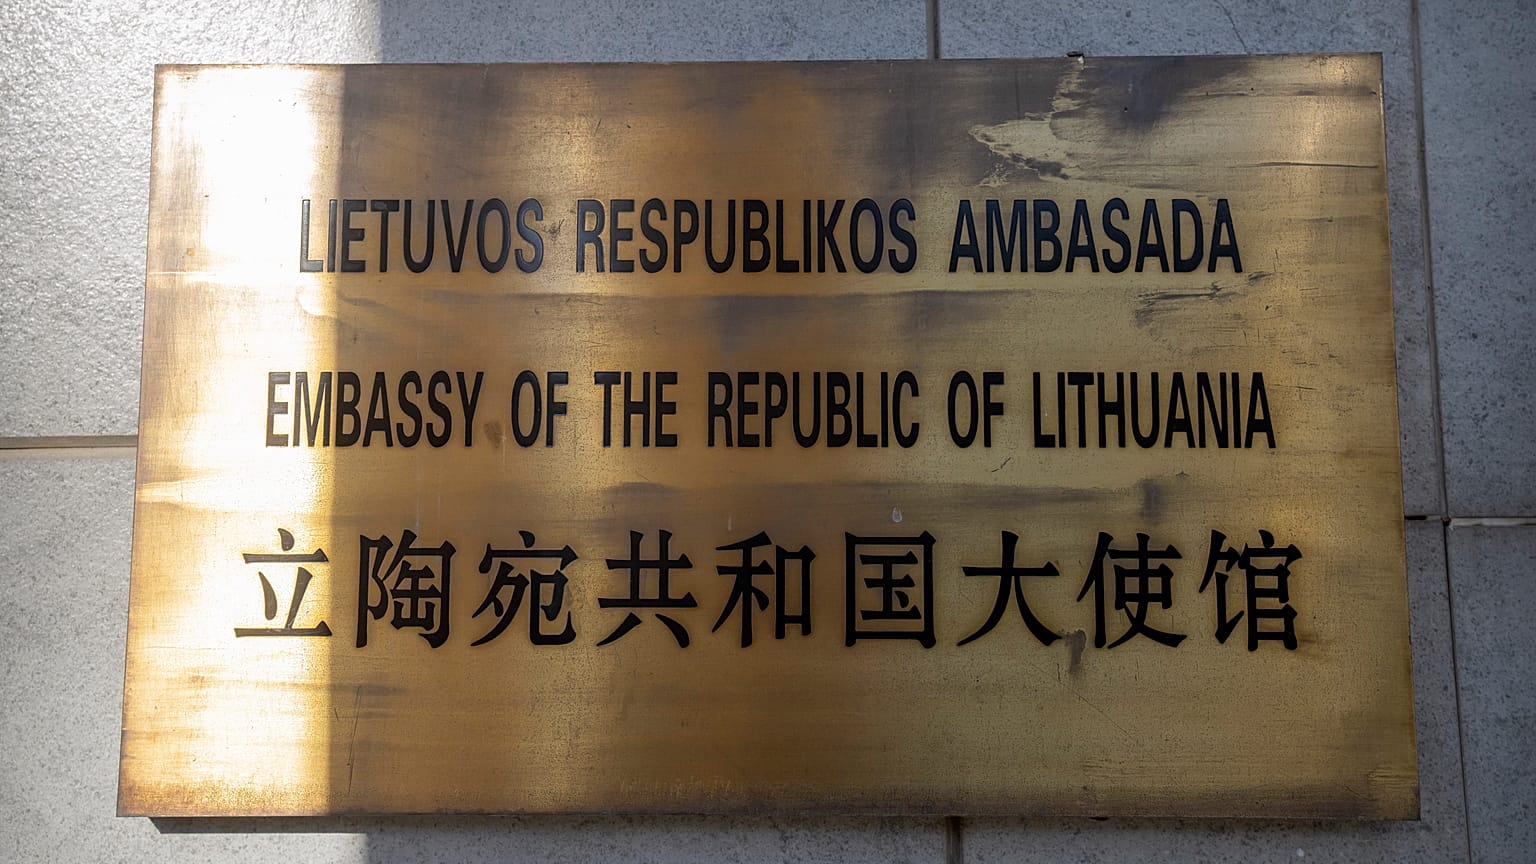 LIETUVOS RESPUBLIKOS AMBASADA
EMBASSY OF THE REPUBLIC OF LITHUANIA
立陶宛共和国大使馆